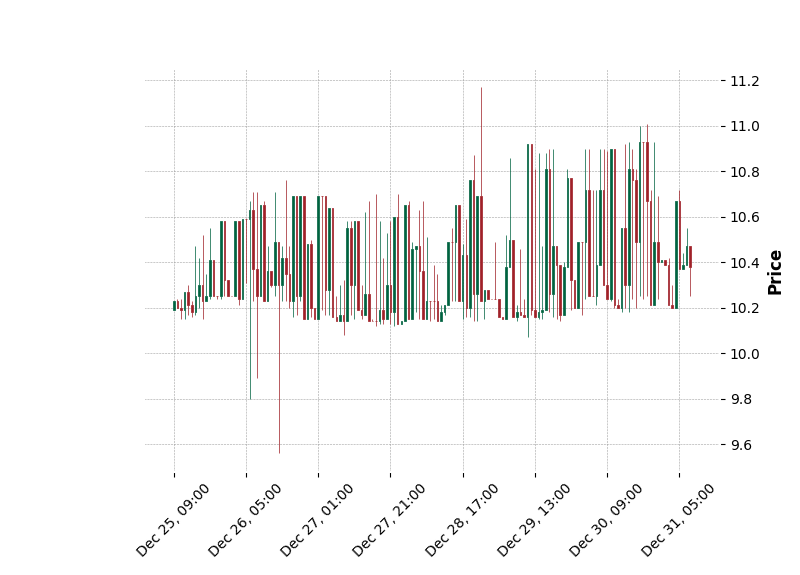 11.2
11.0
10.8
10.6
10.4
10.2
10.0
9.8
9.6
Price
Dec 25, 09:00
Dec 26, 05:00
Dec 27, 01:00
Dec 27, 21:00
Dec 28, 17:00
Dec 29, 13:00
Dec 30, 09:00
Dec 31, 05:00